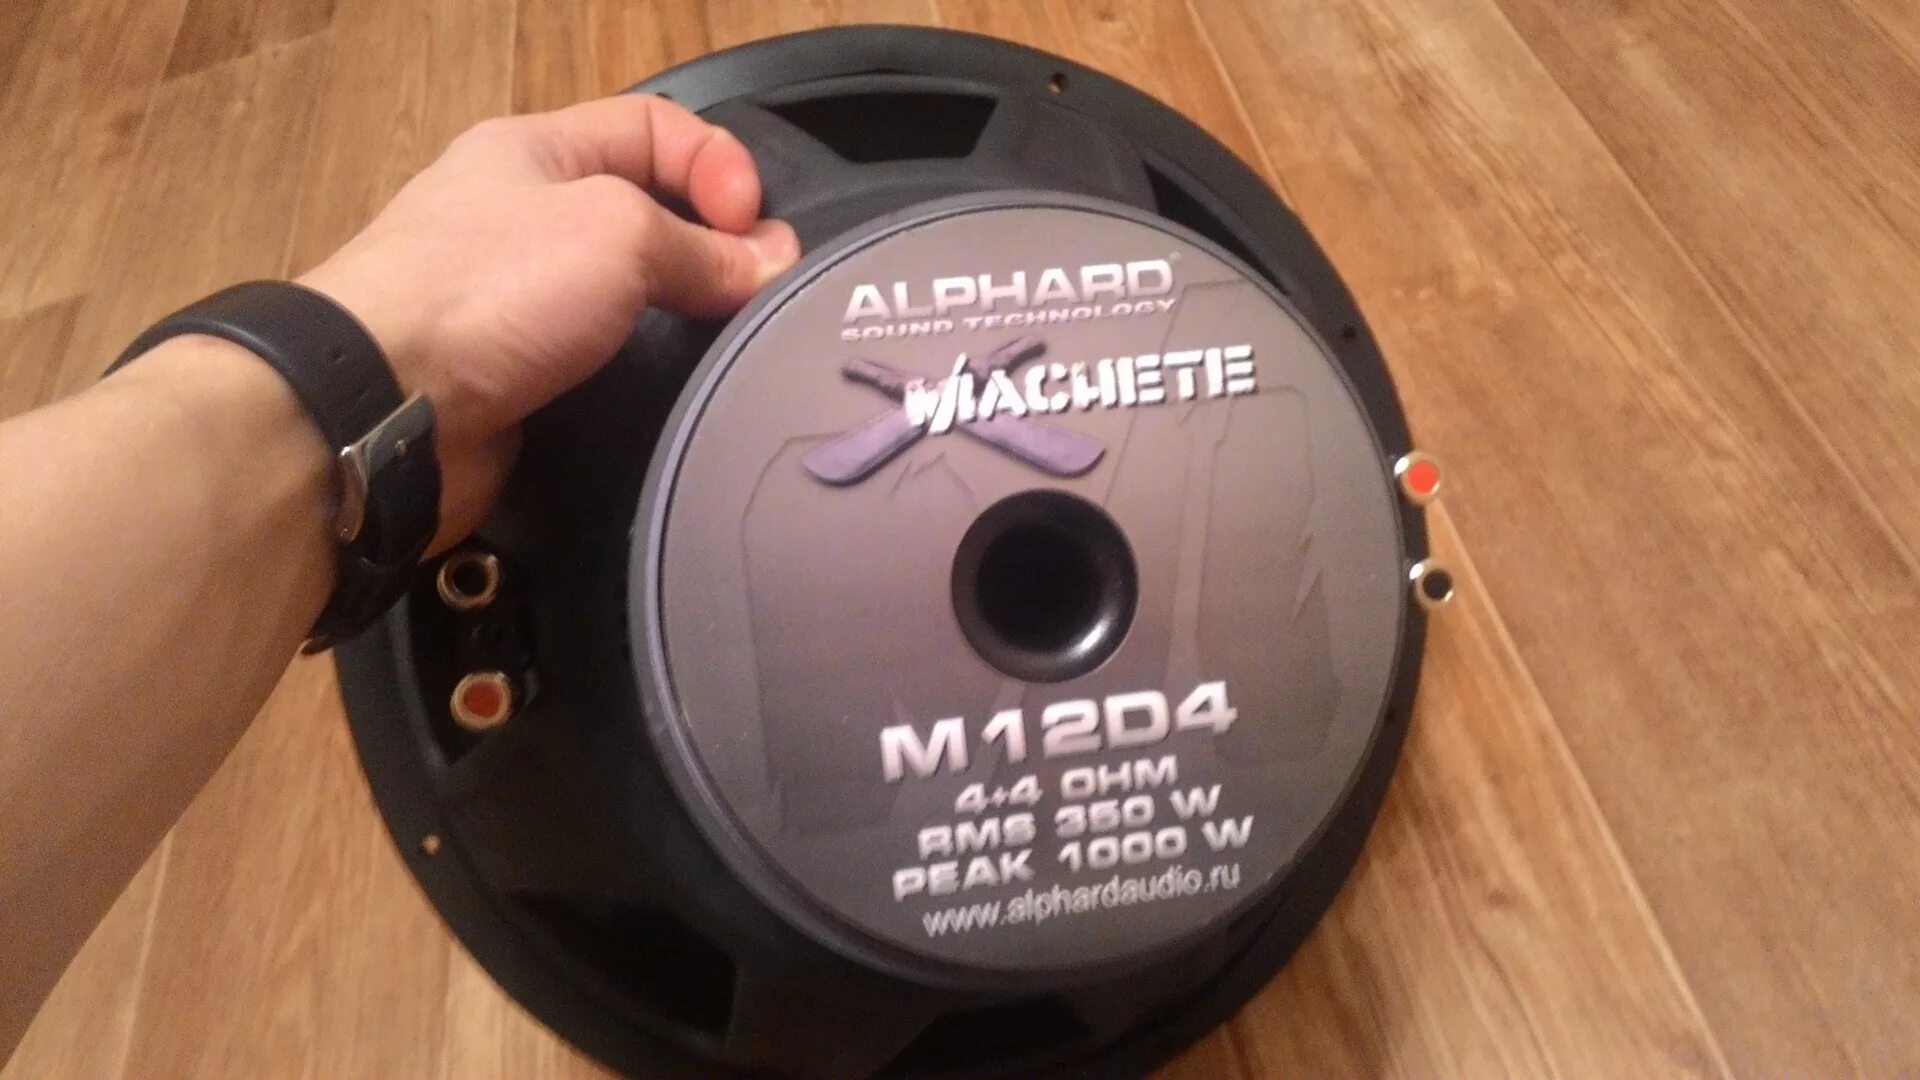 ALPHARD
SOUND TECHNOLOGY
MACHETE
M12D4
4+4 OHM
RMS 350 W
PEAK 1000 W
www.alphardaudio.ru